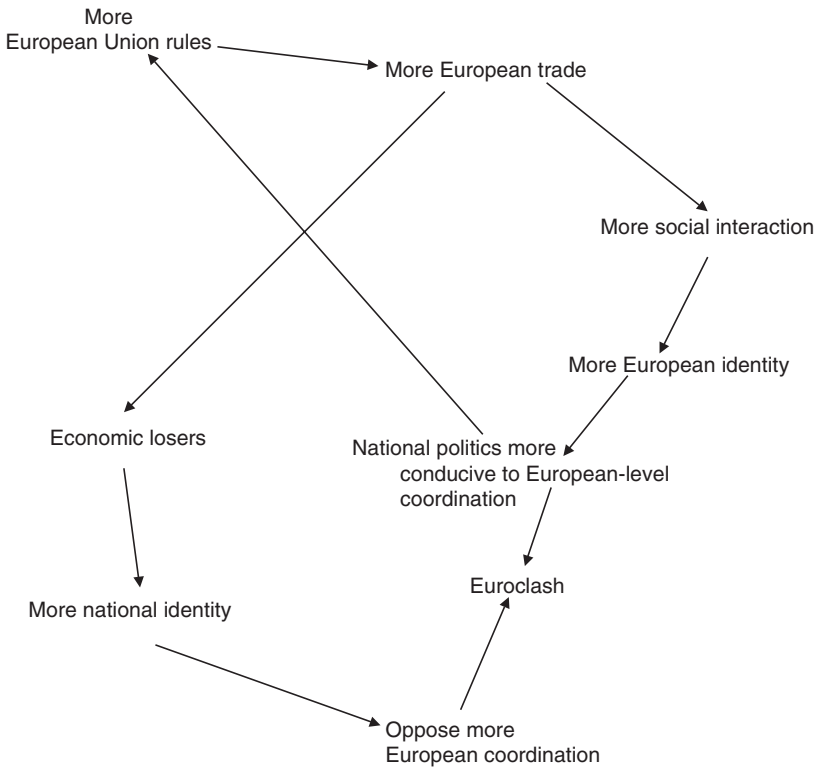 More
European Union rules
More European trade
More social interaction
More European identity
Economic losers
National politics more
conducive to European-level
coordination
Euroclash
More national identity
Oppose more
European coordination